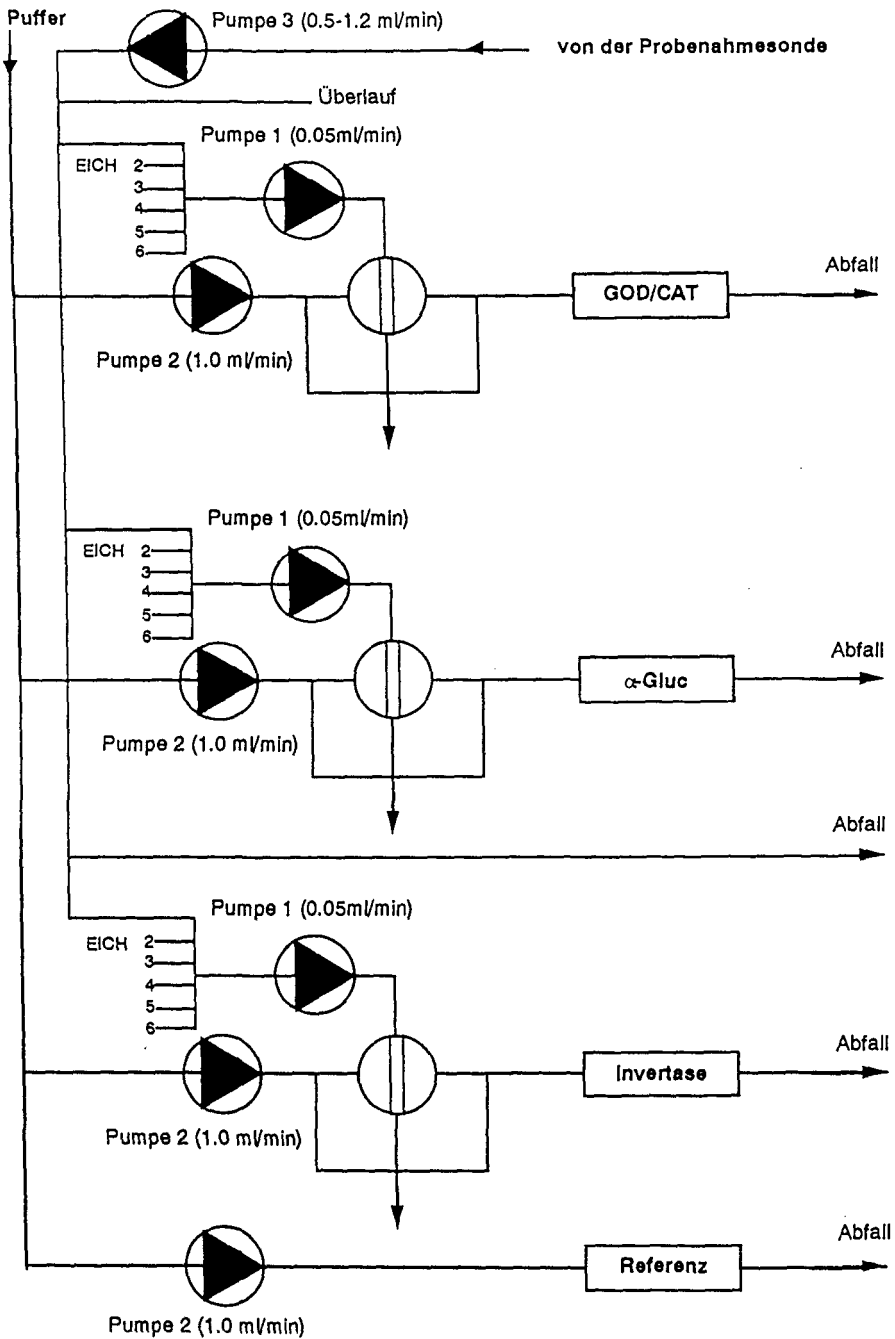 Puffer
Pumpe 3 (0.5-1.2 ml/min)
von der Probenahmesonde
Überlauf
Pumpe 1 (0.05ml/min)
EICH 2
3
4
5
6
Abfall
GOD/CAT
Pumpe 2 (1.0 ml/min)
Pumpe 1 (0.05ml/min)
EICH 2
3
4
5
6
Abfall
α-Gluc
Pumpe 2 (1.0 ml/min)
Abfall
Pumpe 1 (0.05ml/min)
EICH 2
3
4
5
6
Abfall
Invertase
Pumpe 2 (1.0 ml/min)
Abfall
Referenz
Pumpe 2 (1.0 ml/min)